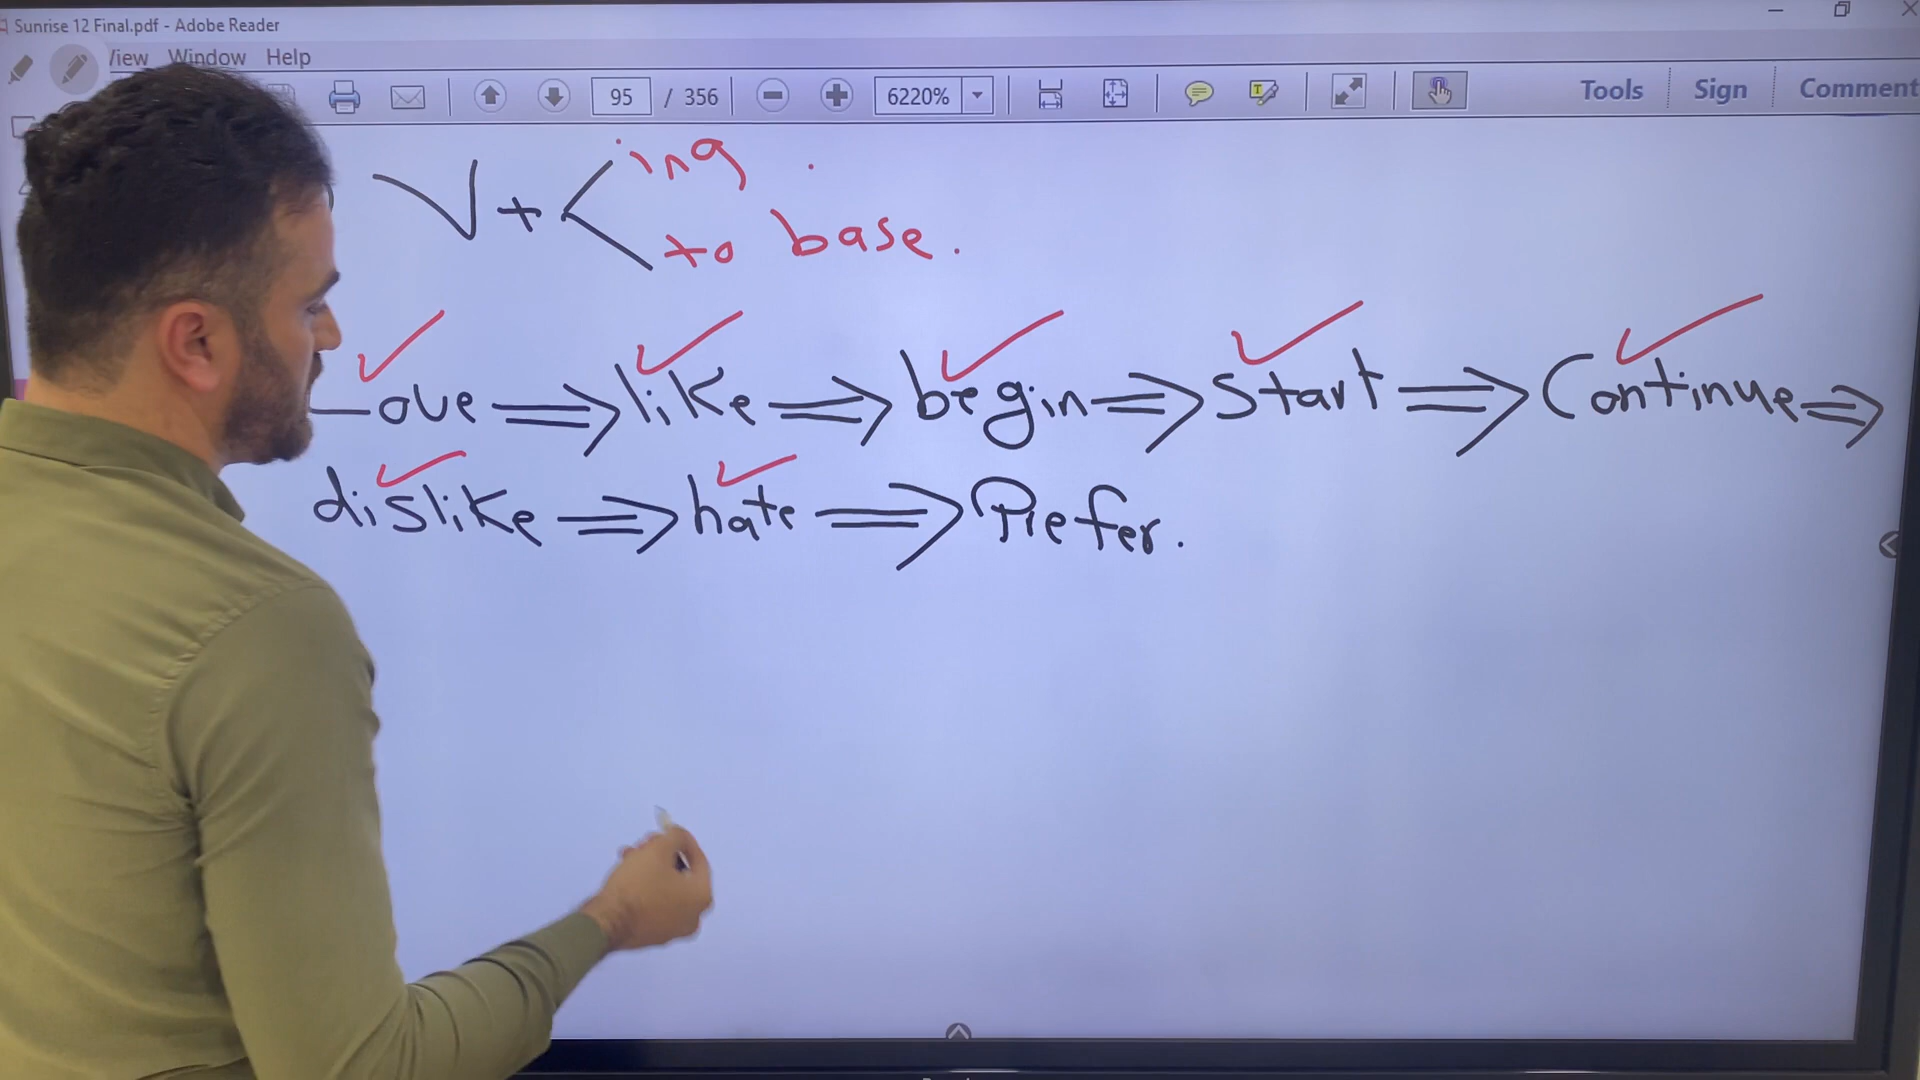 Sunrise 12 Final.pdf - Adobe Reader
View Window Help
95 / 356 6220% Tools Sign Comment
ing
V + to base.
Love ⇒ like ⇒ begin ⇒ Start ⇒ Continue ⇒
dislike ⇒ hate ⇒ Prefer.